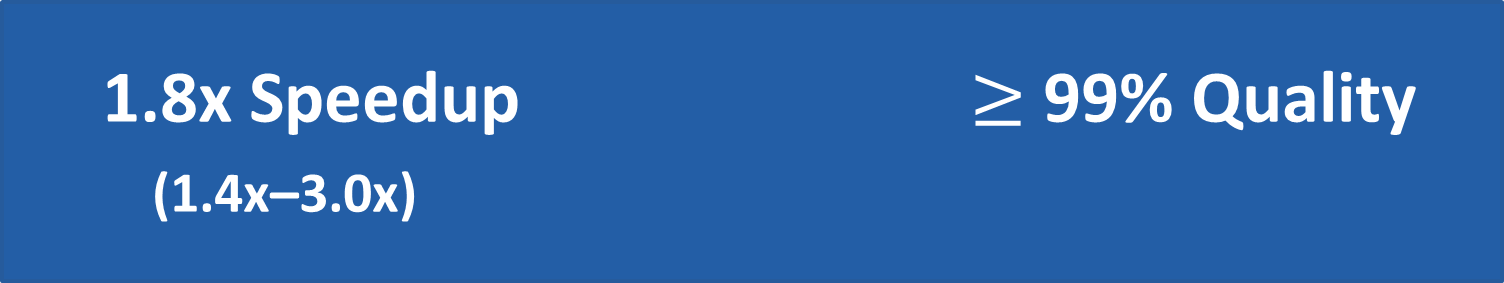 1.8x Speedup
(1.4x–3.0x)
≥ 99% Quality